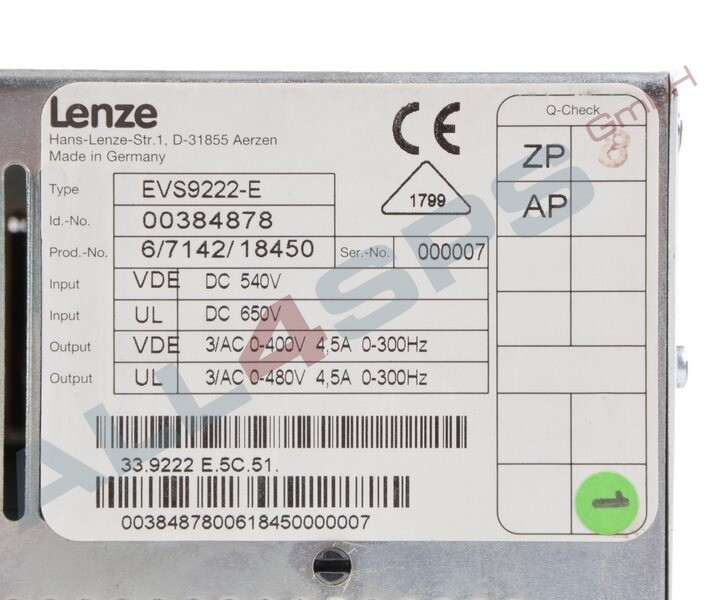 Lenze
Hans-Lenze-Str.1, D-31855 Aerzen
Made in Germany
Type EVS9222-E
Id.-No. 00384878
Prod.-No. 6/7142/18450 Ser.-No. 000007
Input VDE DC 540V
Input UL DC 650V
Output VDE 3/AC 0-400V 4,5A 0-300Hz
Output UL 3/AC 0-480V 4,5A 0-300Hz
33.9222 E.5C.51.
0038487800618450000007
CE
1799
Q-Check
ZP 8
AP
1
ALL4SPS GmbH